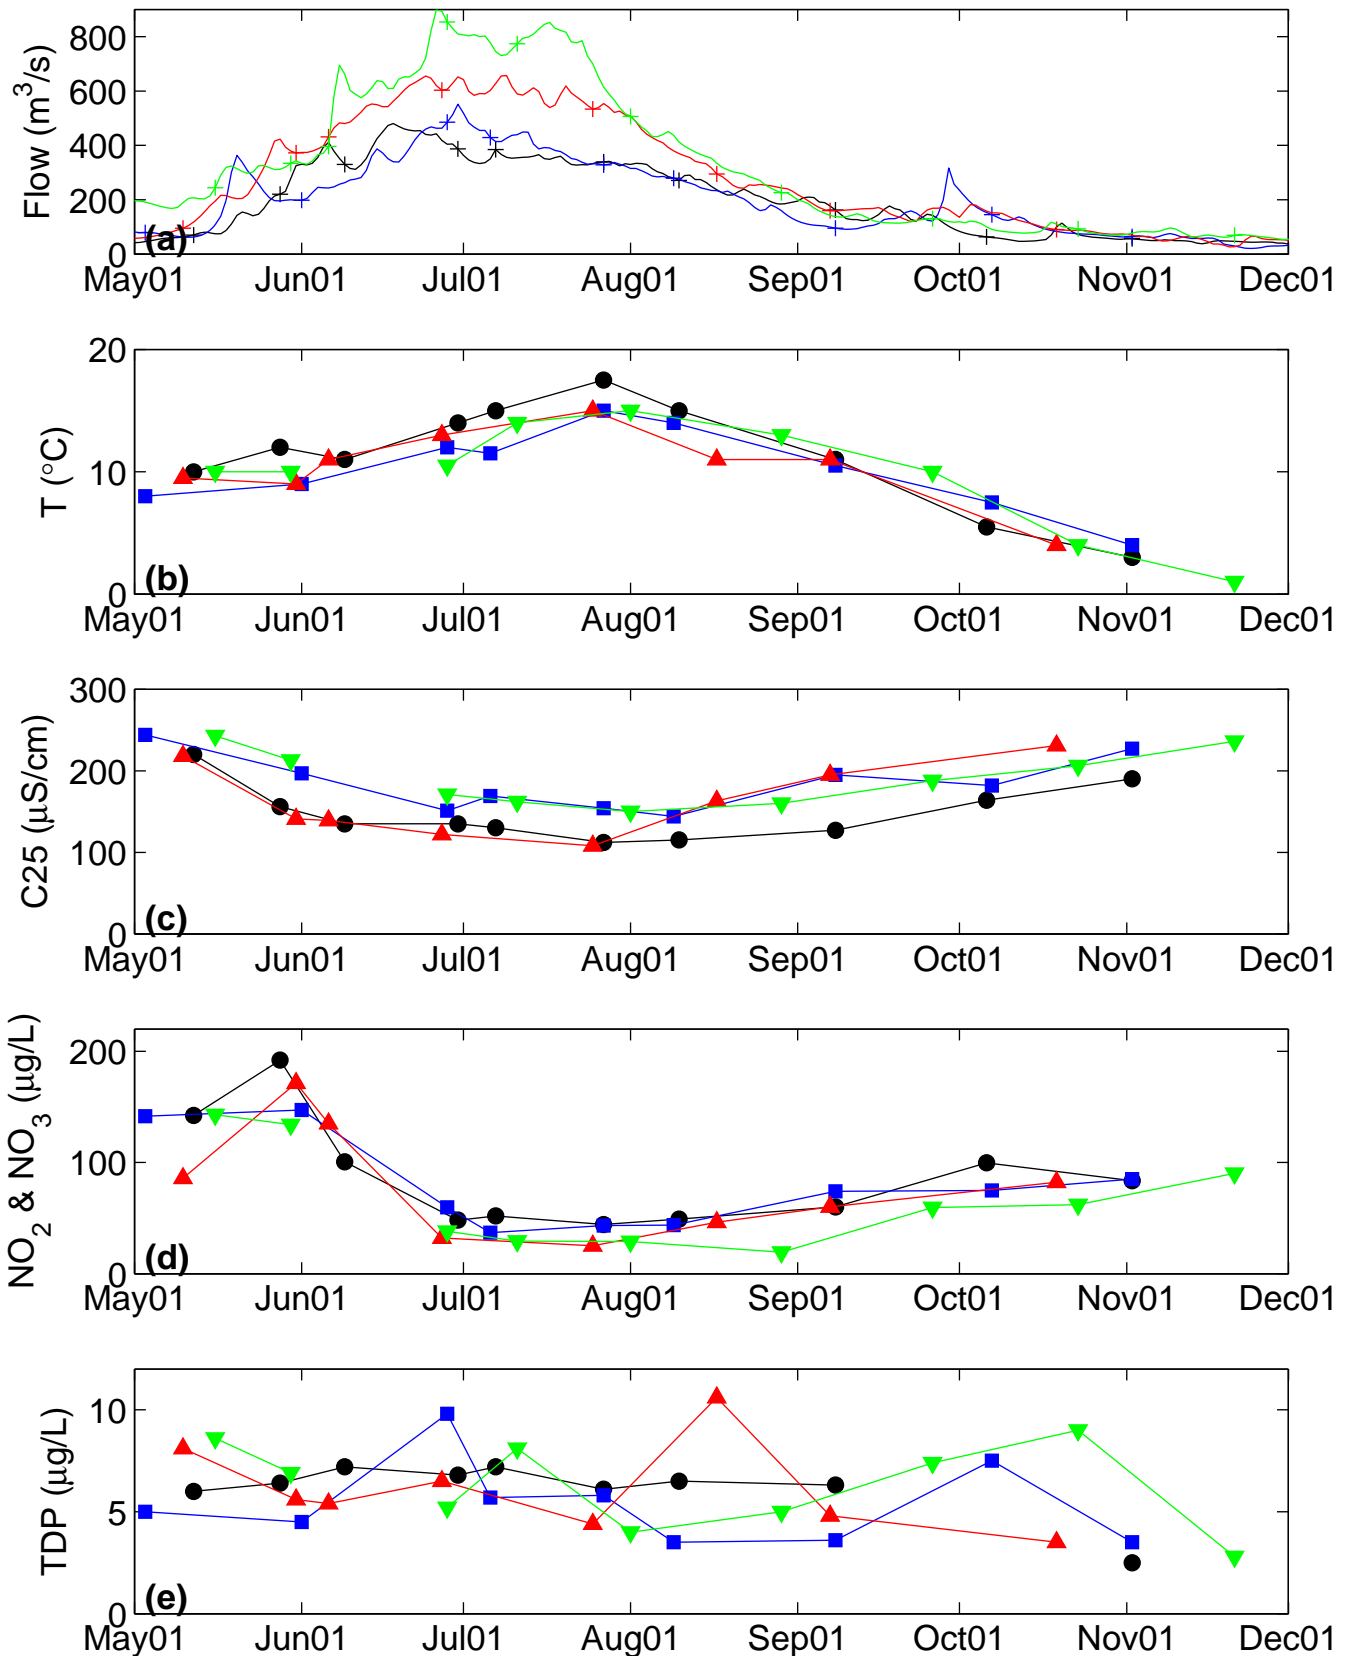 Flow (m³/s)
800
600
400
200
0
(a)
May01 Jun01 Jul01 Aug01 Sep01 Oct01 Nov01 Dec01
T (°C)
20
10
0
(b)
May01 Jun01 Jul01 Aug01 Sep01 Oct01 Nov01 Dec01
C25 (μS/cm)
300
200
100
0
(c)
May01 Jun01 Jul01 Aug01 Sep01 Oct01 Nov01 Dec01
NO₂ & NO₃ (μg/L)
200
100
0
(d)
May01 Jun01 Jul01 Aug01 Sep01 Oct01 Nov01 Dec01
TDP (μg/L)
10
5
0
(e)
May01 Jun01 Jul01 Aug01 Sep01 Oct01 Nov01 Dec01